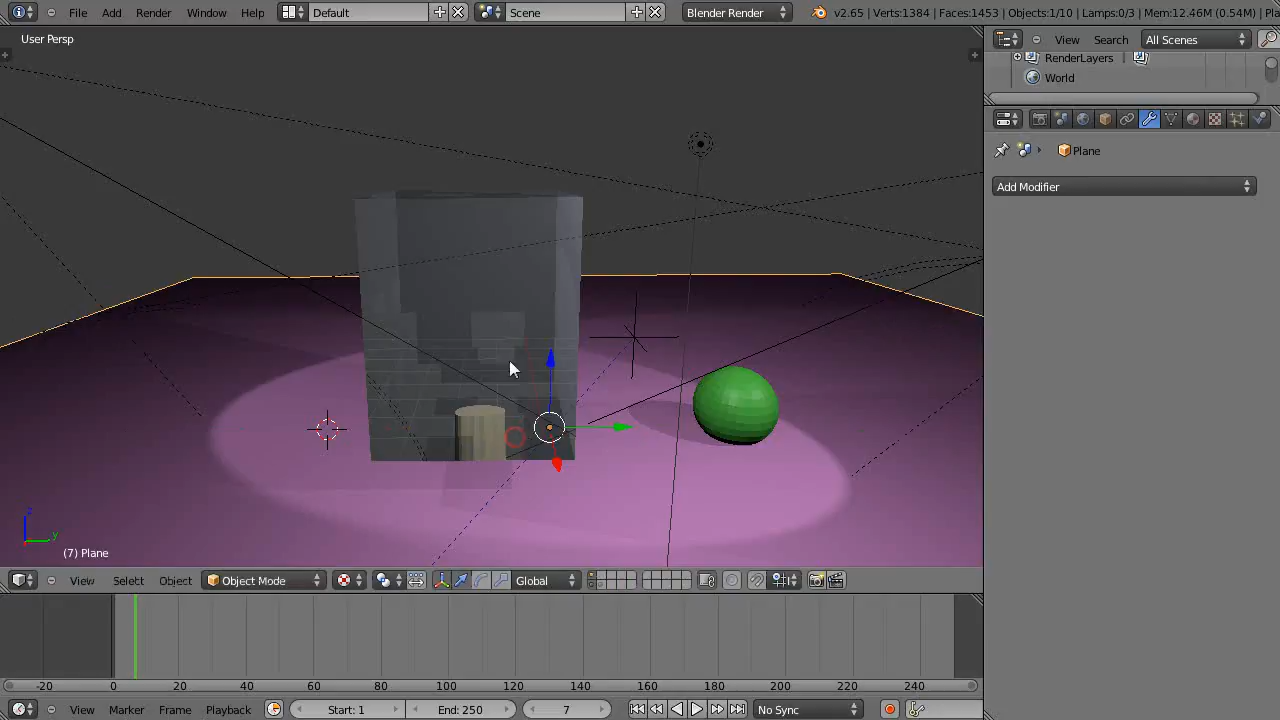 File Add Render Window Help Default Scene Blender Render v2.65 | Verts:1384 | Faces:1453 | Objects:1/10 | Lamps:0/3 | Mem:12.46M (0.54M) | Pla
User Persp
View Search All Scenes
RenderLayers
World
Plane
Add Modifier
z
y
(7) Plane
View Select Object Object Mode Global
-20 0 20 40 60 80 100 120 140 160 180 200 220 240
View Marker Frame Playback Start: 1 End: 250 7 No Sync